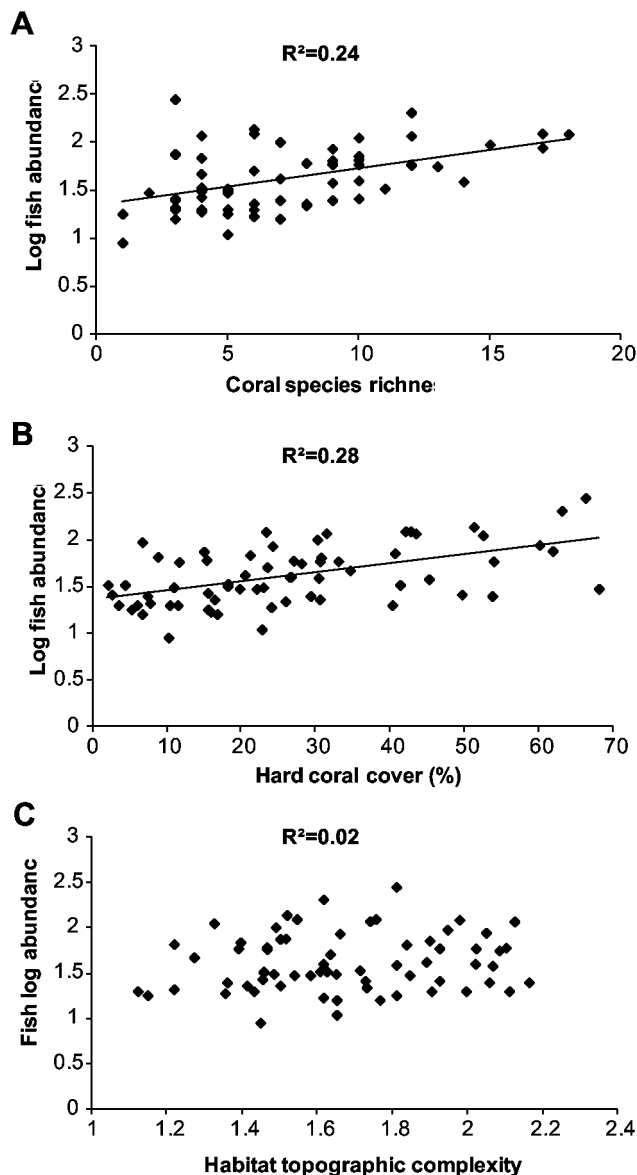 A
R²=0.24
3
2.5
2
1.5
1
0.5
0
Log fish abundanc
0 5 10 15 20
Coral species richne
B
R²=0.28
3
2.5
2
1.5
1
0.5
0
Log fish abundanc
0 10 20 30 40 50 60 70
Hard coral cover (%)
C
R²=0.02
3
2.5
2
1.5
1
0.5
0
Fish log abundanc
1 1.2 1.4 1.6 1.8 2 2.2 2.4
Habitat topographic complexity